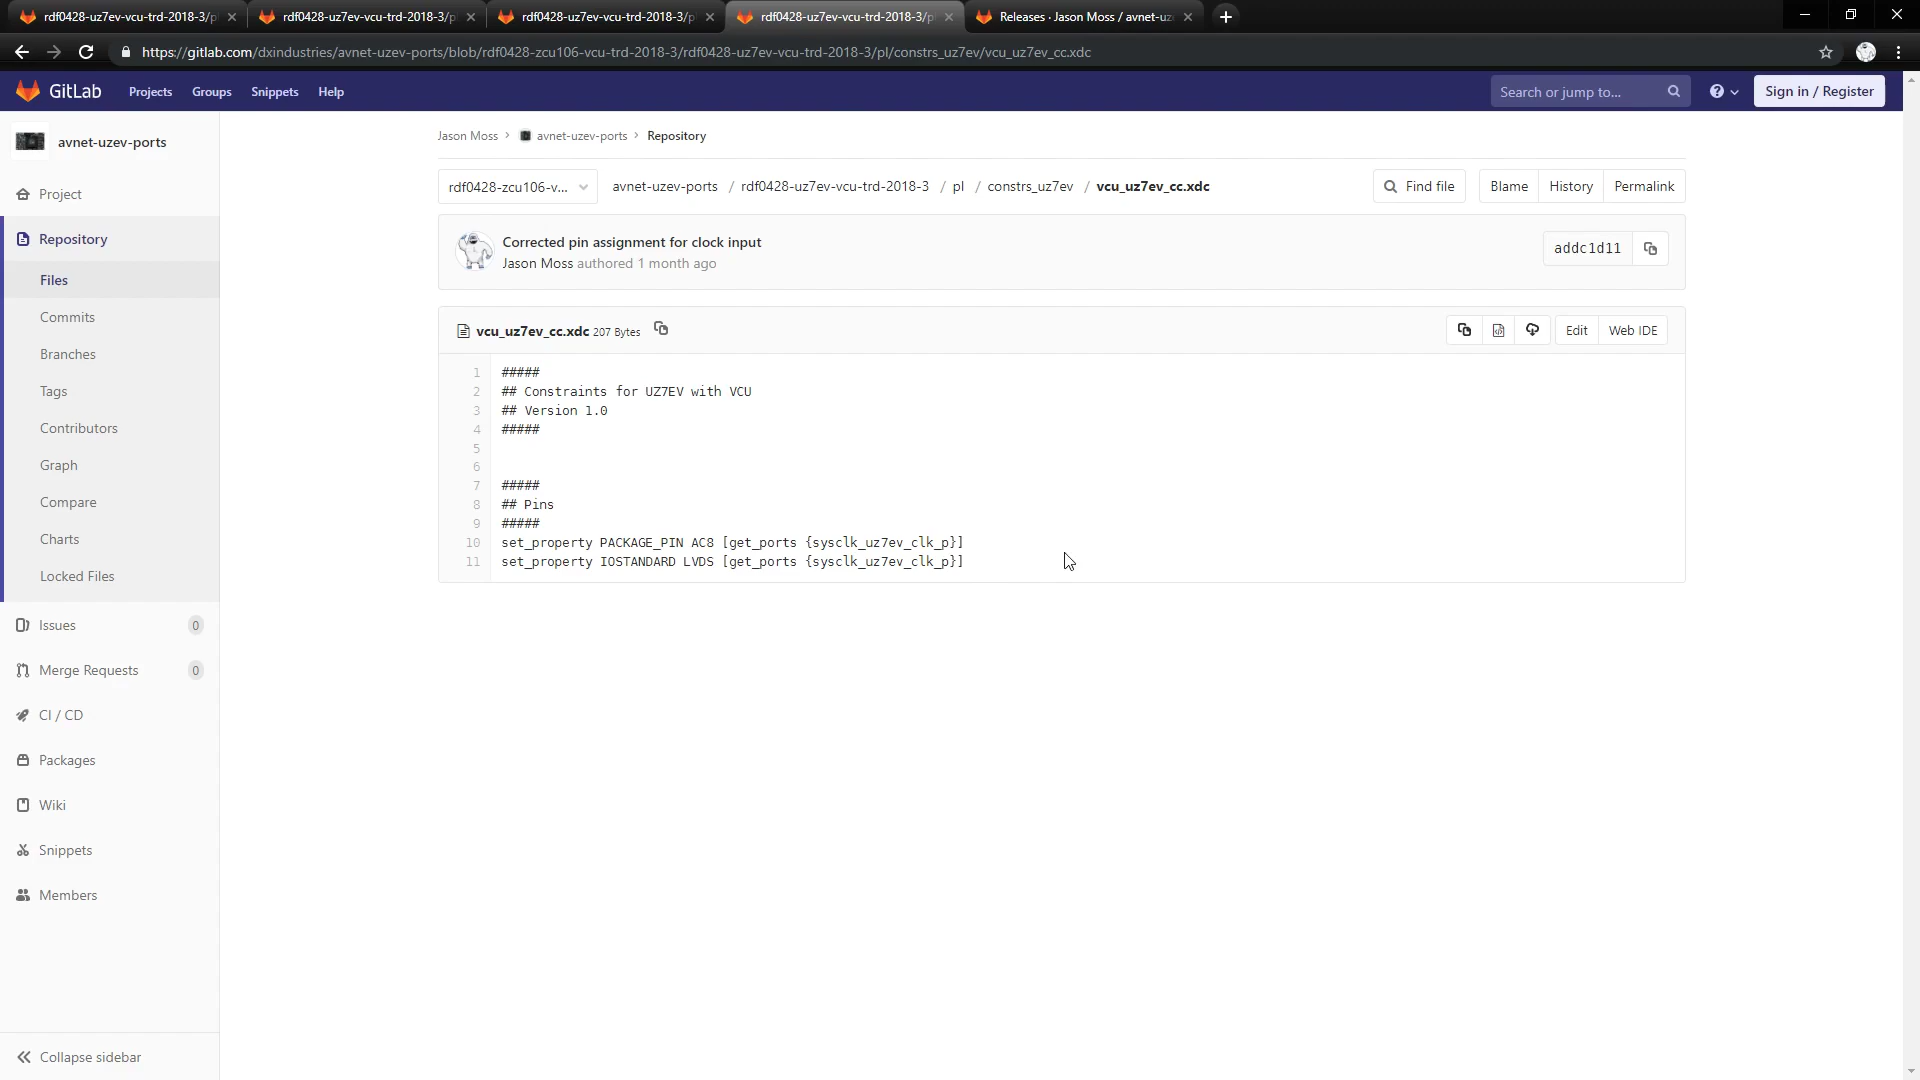 rdf0428-uz7ev-vcu-trd-2018-3/p
rdf0428-uz7ev-vcu-trd-2018-3/p
rdf0428-uz7ev-vcu-trd-2018-3/p
rdf0428-uz7ev-vcu-trd-2018-3/p
Releases · Jason Moss / avnet-uz
https://gitlab.com/dxindustries/avnet-uzev-ports/blob/rdf0428-zcu106-vcu-trd-2018-3/rdf0428-uz7ev-vcu-trd-2018-3/pl/constrs_uz7ev/vcu_uz7ev_cc.xdc
GitLab Projects Groups Snippets Help Search or jump to... Sign in / Register
avnet-uzev-ports
Project
Repository
Files
Commits
Branches
Tags
Contributors
Graph
Compare
Charts
Locked Files
Issues 0
Merge Requests 0
CI / CD
Packages
Wiki
Snippets
Members
Collapse sidebar
Jason Moss > avnet-uzev-ports > Repository
rdf0428-zcu106-v... avnet-uzev-ports / rdf0428-uz7ev-vcu-trd-2018-3 / pl / constrs_uz7ev / vcu_uz7ev_cc.xdc Find file Blame History Permalink
Corrected pin assignment for clock input
Jason Moss authored 1 month ago
addc1d11
vcu_uz7ev_cc.xdc 207 Bytes Edit Web IDE
1 #####
2 ## Constraints for UZ7EV with VCU
3 ## Version 1.0
4 #####
5
6
7 #####
8 ## Pins
9 #####
10 set_property PACKAGE_PIN AC8 [get_ports {sysclk_uz7ev_clk_p}]
11 set_property IOSTANDARD LVDS [get_ports {sysclk_uz7ev_clk_p}]